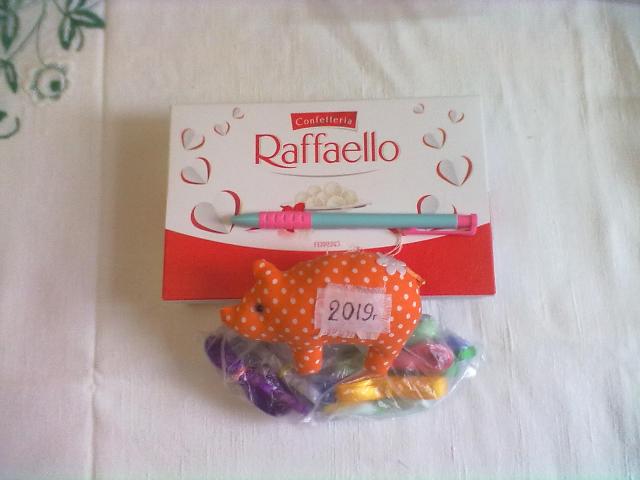 Confetteria
Raffaello
FERRERO
2019г